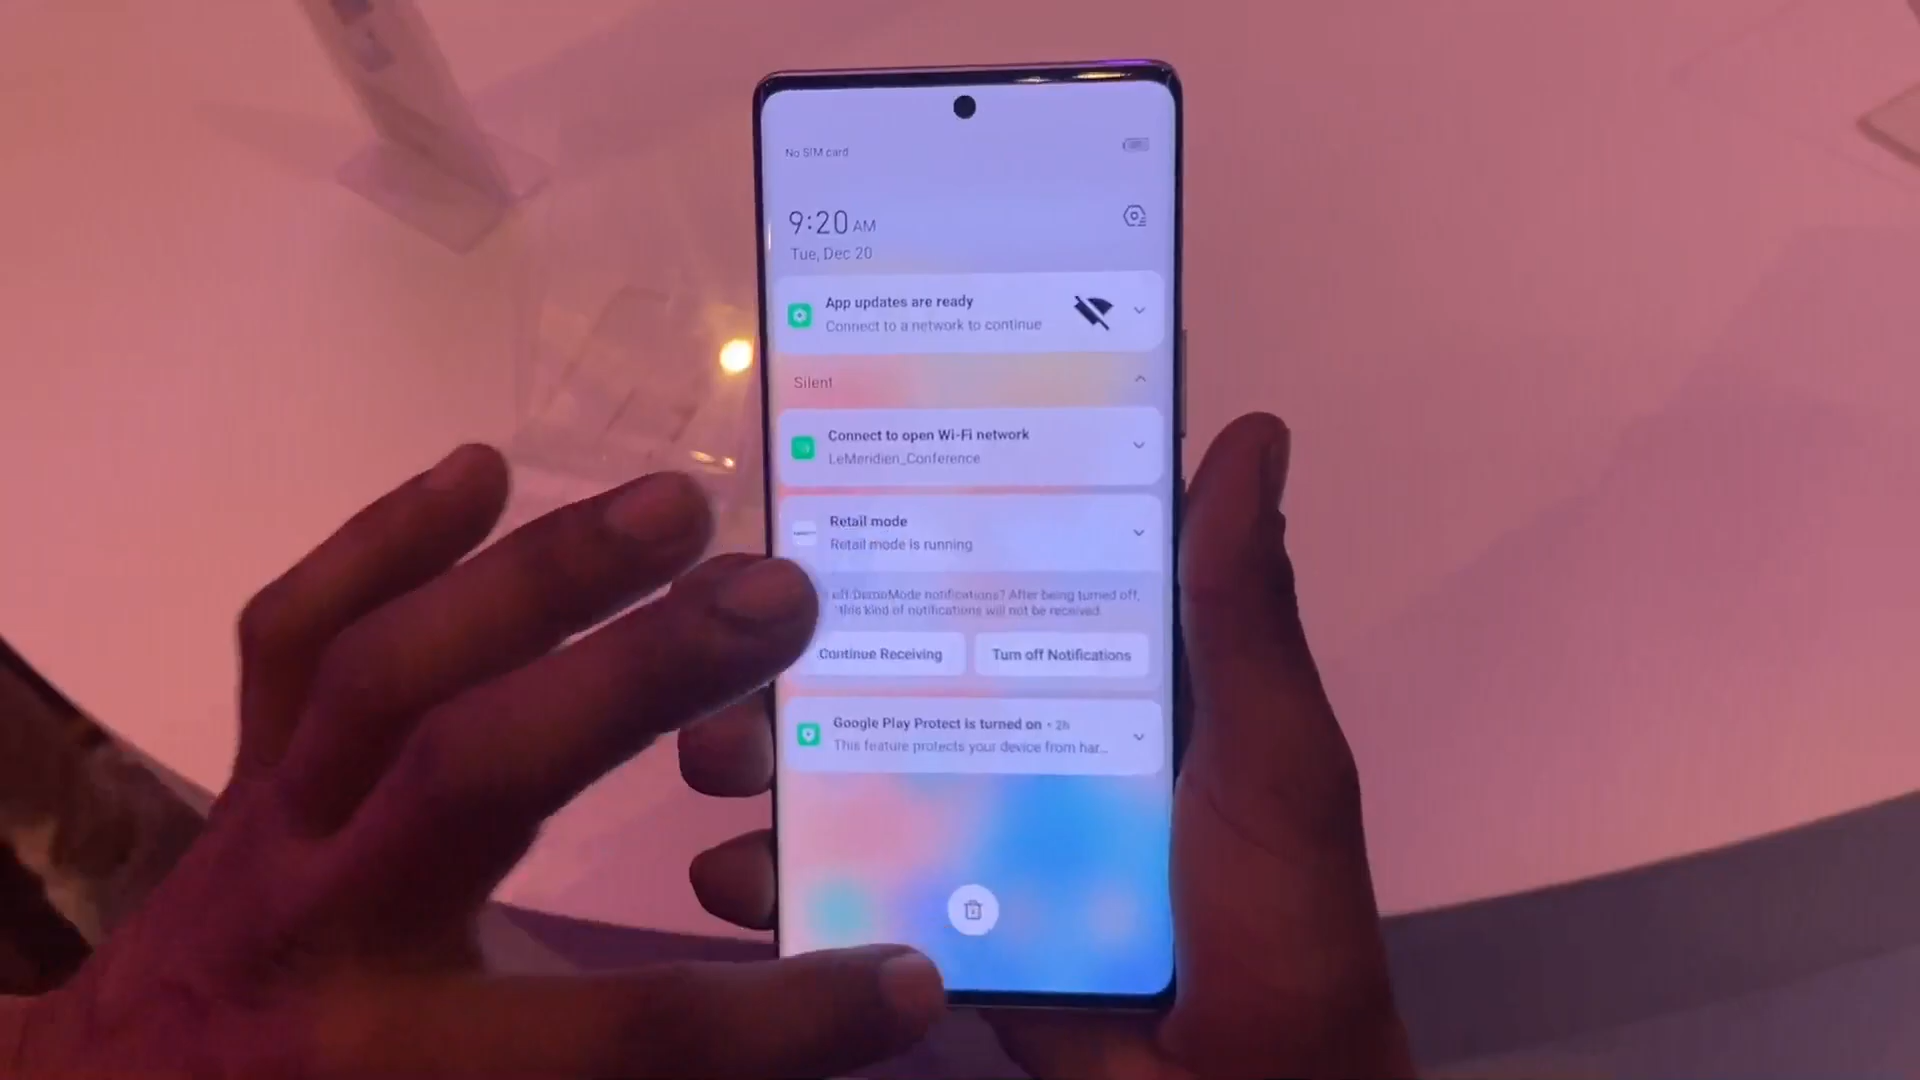 No SIM card
9:20 AM
Tue, Dec 20
App updates are ready
Connect to a network to continue
Silent
Connect to open Wi-Fi network
LeMeridien_Conference
Retail mode
Retail mode is running
off DemoMode notifications? After being turned off,
this kind of notifications will not be received.
Continue Receiving
Turn off Notifications
Google Play Protect is turned on • 2h
This feature protects your device from har...